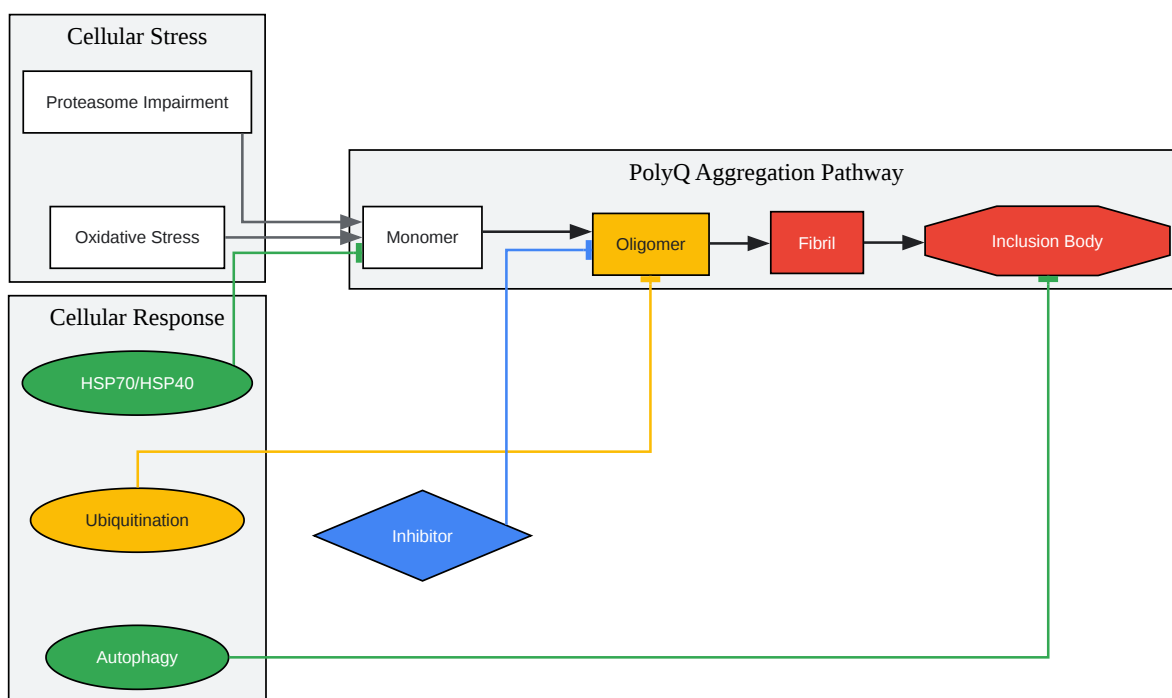 Cellular Stress
Proteasome Impairment
Oxidative Stress
PolyQ Aggregation Pathway
Monomer
Oligomer
Fibril
Inclusion Body
Cellular Response
HSP70/HSP40
Ubiquitination
Inhibitor
Autophagy